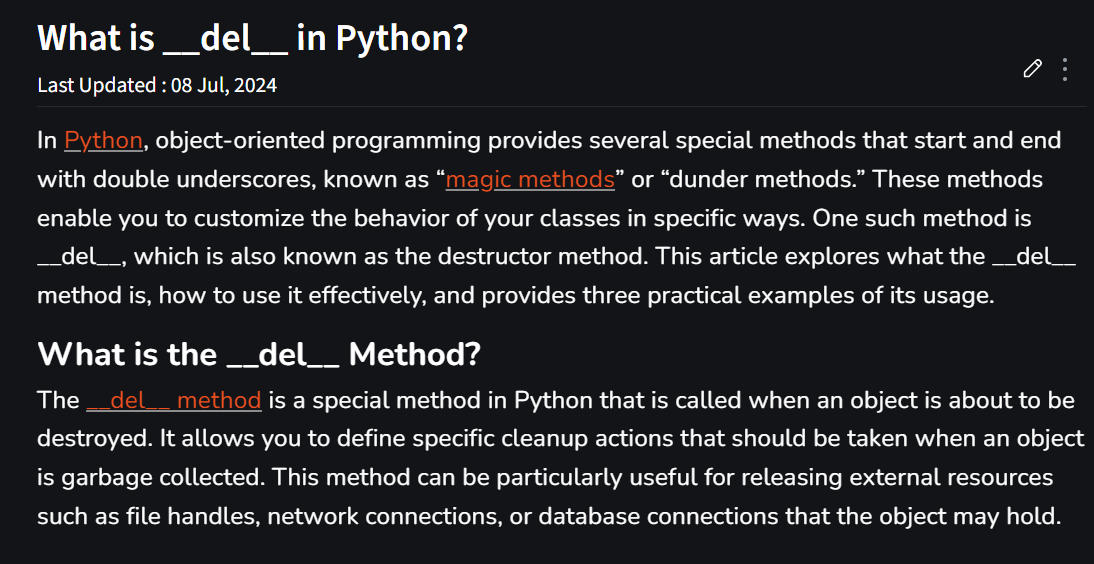 What is __del__ in Python?
Last Updated : 08 Jul, 2024
In Python, object-oriented programming provides several special methods that start and end
with double underscores, known as “magic methods” or “dunder methods.” These methods
enable you to customize the behavior of your classes in specific ways. One such method is
__del__, which is also known as the destructor method. This article explores what the __del__
method is, how to use it effectively, and provides three practical examples of its usage.
What is the __del__ Method?
The __del__ method is a special method in Python that is called when an object is about to be
destroyed. It allows you to define specific cleanup actions that should be taken when an object
is garbage collected. This method can be particularly useful for releasing external resources
such as file handles, network connections, or database connections that the object may hold.